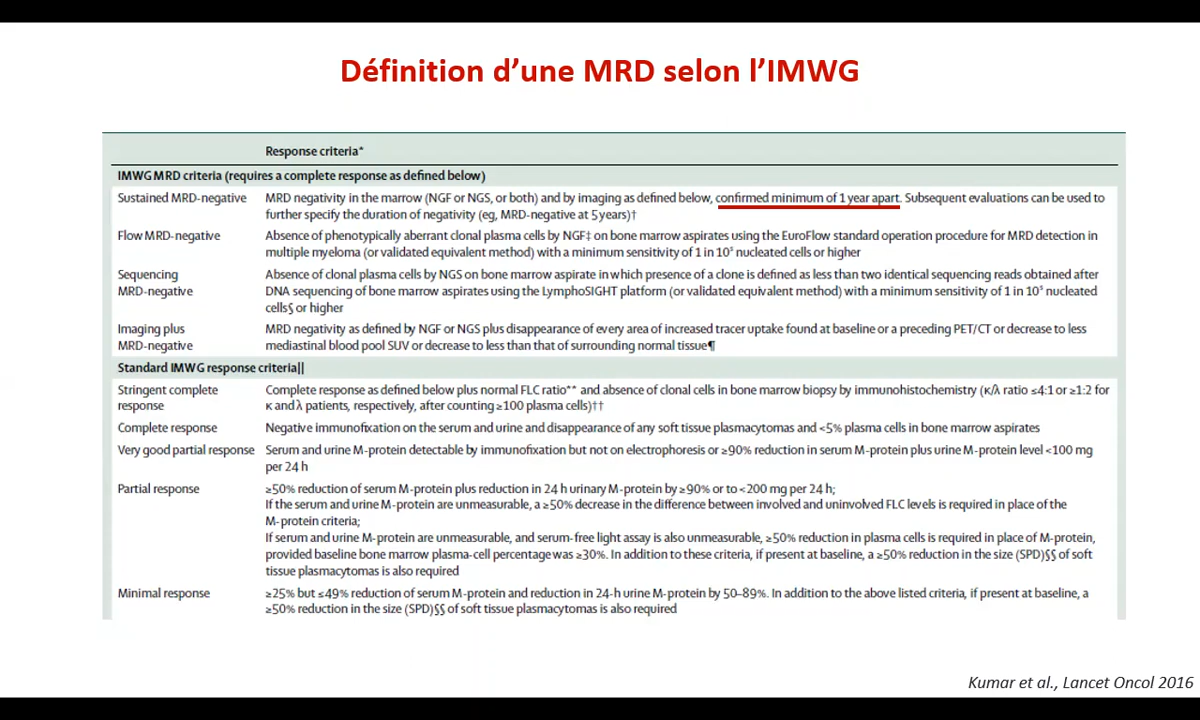 Définition d’une MRD selon l’IMWG
Response criteria*
IMWG MRD criteria (requires a complete response as defined below)
Sustained MRD-negative MRD negativity in the marrow (NGF or NGS, or both) and by imaging as defined below, confirmed minimum of 1 year apart. Subsequent evaluations can be used to
further specify the duration of negativity (eg, MRD-negative at 5 years)†
Flow MRD-negative Absence of phenotypically aberrant clonal plasma cells by NGF‡ on bone marrow aspirates using the EuroFlow standard operation procedure for MRD detection in
multiple myeloma (or validated equivalent method) with a minimum sensitivity of 1 in 10⁵ nucleated cells or higher
Sequencing Absence of clonal plasma cells by NGS on bone marrow aspirate in which presence of a clone is defined as less than two identical sequencing reads obtained after
MRD-negative DNA sequencing of bone marrow aspirates using the LymphoSIGHT platform (or validated equivalent method) with a minimum sensitivity of 1 in 10⁵ nucleated
cells§ or higher
Imaging plus MRD negativity as defined by NGF or NGS plus disappearance of every area of increased tracer uptake found at baseline or a preceding PET/CT or decrease to less
MRD-negative mediastinal blood pool SUV or decrease to less than that of surrounding normal tissue¶
Standard IMWG response criteria||
Stringent complete Complete response as defined below plus normal FLC ratio** and absence of clonal cells in bone marrow biopsy by immunohistochemistry (κ/λ ratio ≤4:1 or ≥1:2 for
response κ and λ patients, respectively, after counting ≥100 plasma cells)††
Complete response Negative immunofixation on the serum and urine and disappearance of any soft tissue plasmacytomas and <5% plasma cells in bone marrow aspirates
Very good partial response Serum and urine M-protein detectable by immunofixation but not on electrophoresis or ≥90% reduction in serum M-protein plus urine M-protein level <100 mg
per 24 h
Partial response ≥50% reduction of serum M-protein plus reduction in 24 h urinary M-protein by ≥90% or to <200 mg per 24 h;
If the serum and urine M-protein are unmeasurable, a ≥50% decrease in the difference between involved and uninvolved FLC levels is required in place of the
M-protein criteria;
If serum and urine M-protein are unmeasurable, and serum-free light assay is also unmeasurable, ≥50% reduction in plasma cells is required in place of M-protein,
provided baseline bone marrow plasma-cell percentage was ≥30%. In addition to these criteria, if present at baseline, a ≥50% reduction in the size (SPD)§§ of soft
tissue plasmacytomas is also required
Minimal response ≥25% but ≤49% reduction of serum M-protein and reduction in 24-h urine M-protein by 50–89%. In addition to the above listed criteria, if present at baseline, a
≥50% reduction in the size (SPD)§§ of soft tissue plasmacytomas is also required
Kumar et al., Lancet Oncol 2016